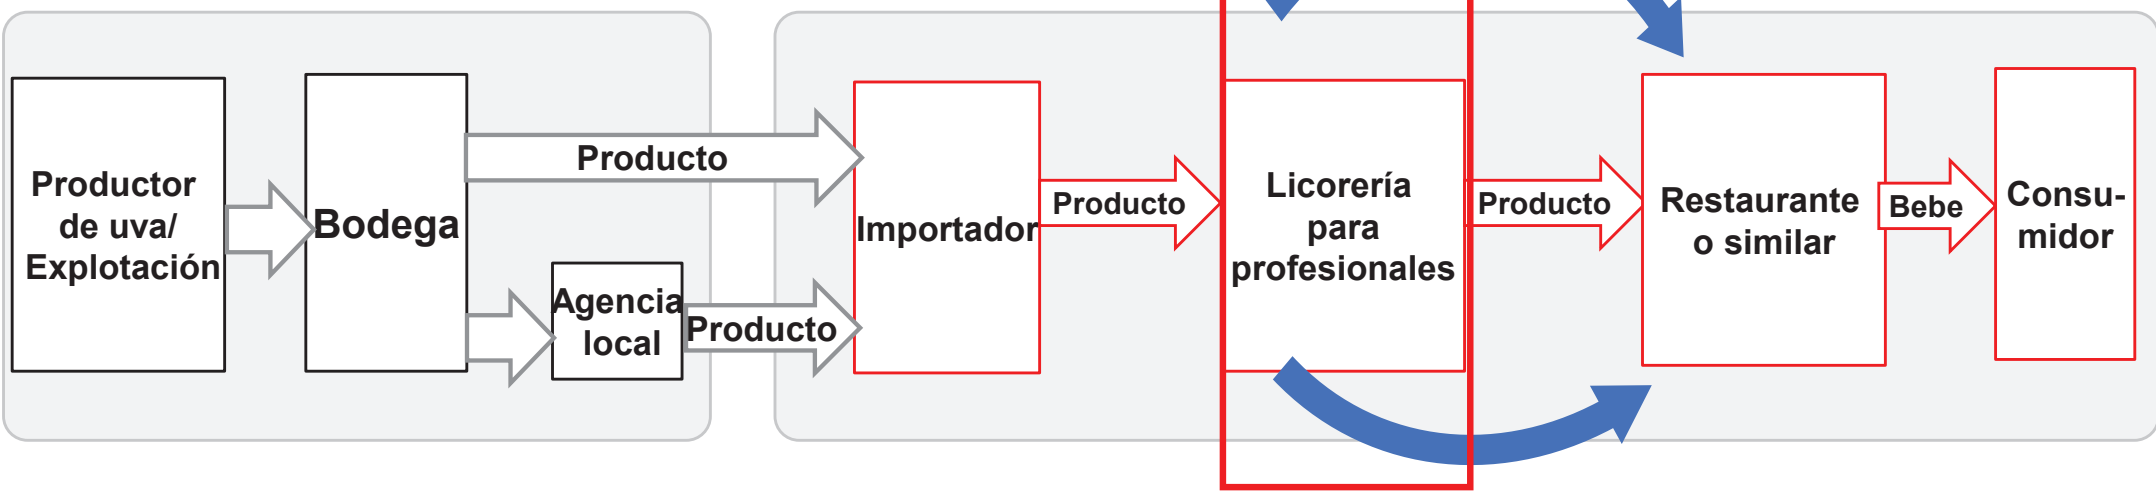 Productor
de uva/
Explotación
Bodega
Producto
Agencia
local
Producto
Importador
Producto
Licorería
para
profesionales
Producto
Restaurante
o similar
Bebe
Consu-
midor